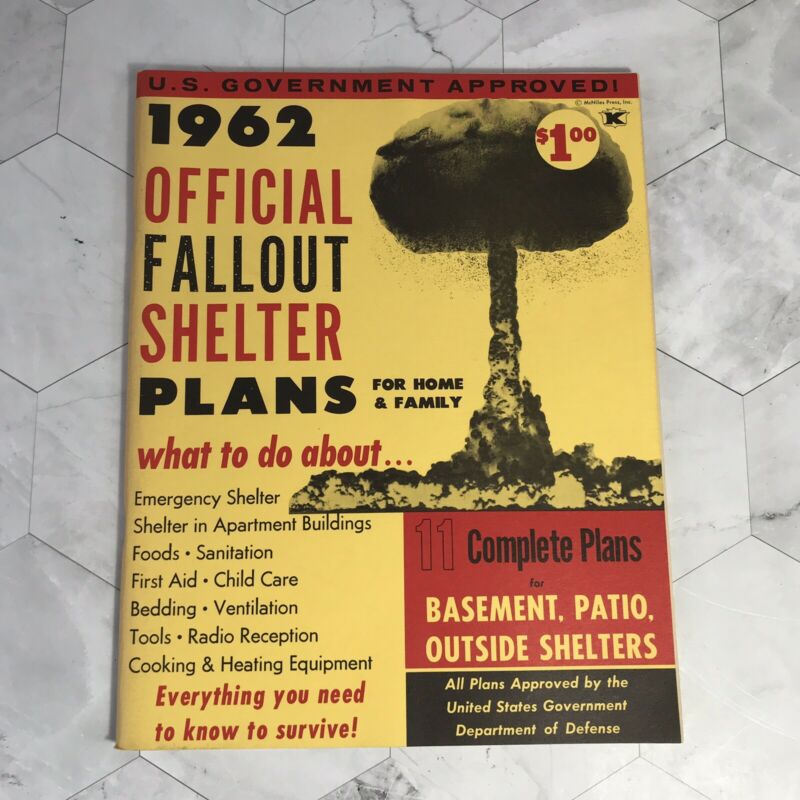 U.S. GOVERNMENT APPROVED!
© McNiles Press, Inc.
K
1962
$1.00
OFFICIAL
FALLOUT
SHELTER
PLANS FOR HOME
& FAMILY
what to do about...
Emergency Shelter
Shelter in Apartment Buildings
Foods • Sanitation
First Aid • Child Care
Bedding • Ventilation
Tools • Radio Reception
Cooking & Heating Equipment
Everything you need
to know to survive!
11 Complete Plans
for
BASEMENT, PATIO,
OUTSIDE SHELTERS
All Plans Approved by the
United States Government
Department of Defense